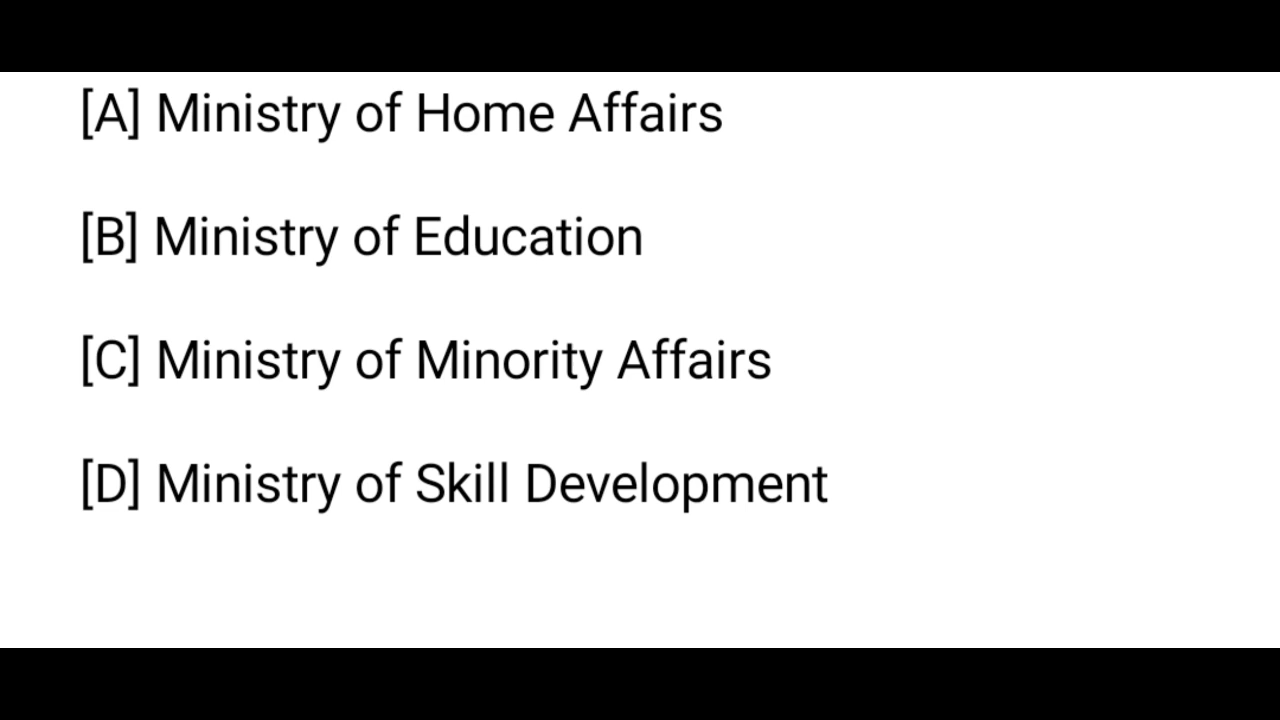 [A] Ministry of Home Affairs
[B] Ministry of Education
[C] Ministry of Minority Affairs
[D] Ministry of Skill Development